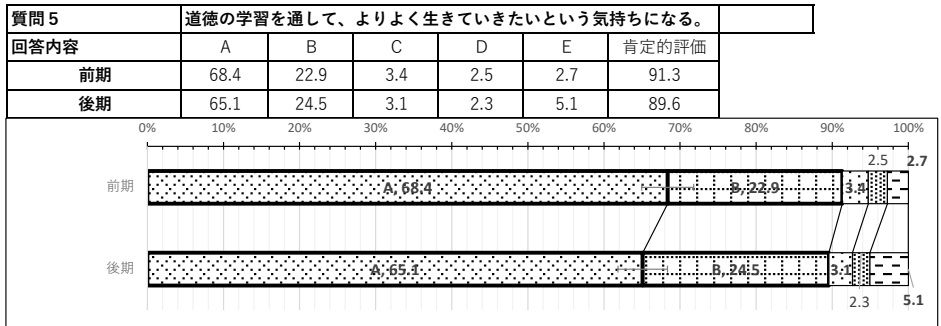 質問５ 道徳の学習を通して、よりよく生きていきたいという気持ちになる。
回答内容 A B C D E 肯定的評価
前期 68.4 22.9 3.4 2.5 2.7 91.3
後期 65.1 24.5 3.1 2.3 5.1 89.6
0% 10% 20% 30% 40% 50% 60% 70% 80% 90% 100%
2.5 2.7
前期 A, 68.4 B, 22.9 3.4
後期 A, 65.1 B, 24.5 3.1
2.3 5.1